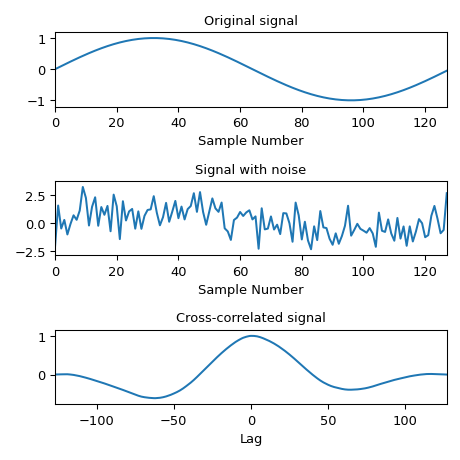 Original signal
1
0
−1
0 20 40 60 80 100 120
Sample Number
Signal with noise
2.5
0.0
−2.5
0 20 40 60 80 100 120
Sample Number
Cross-correlated signal
1
0
−100 −50 0 50 100
Lag